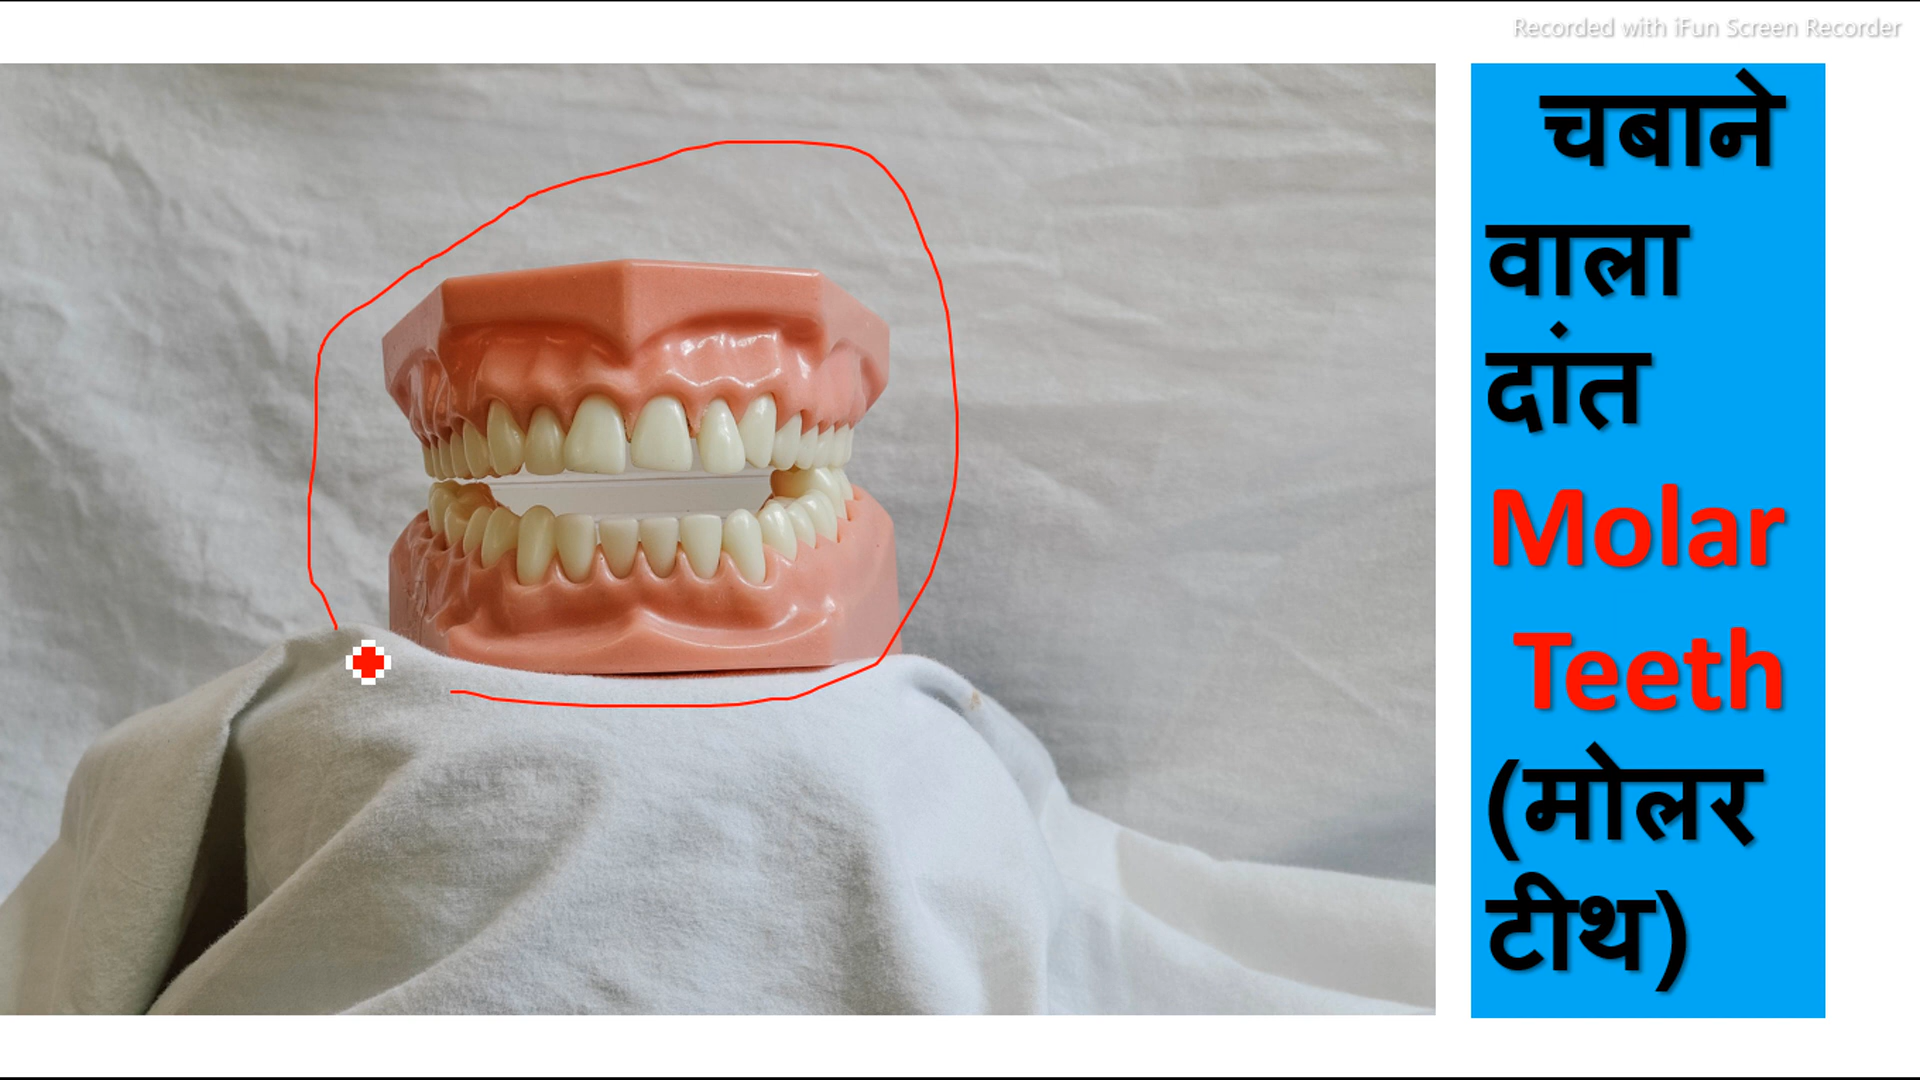 Recorded with iFun Screen Recorder
चबाने
वाला
दांत
Molar
Teeth
(मोलर
टीथ)